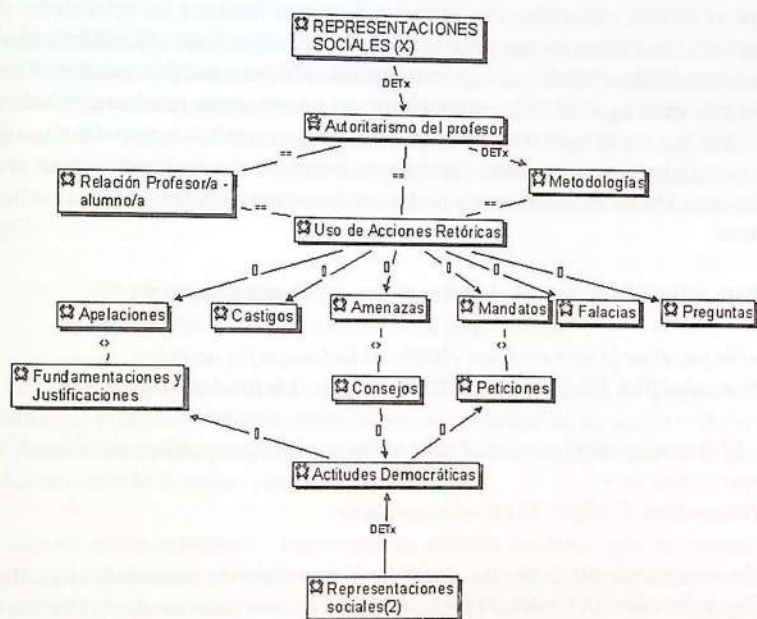 REPRESENTACIONES
SOCIALES (X)
DETx
Autoritarismo del profesor
==
==
DETx
Relación Profesor/a -
alumno/a
Metodologías
==
==
Uso de Acciones Retóricas
[]
[]
[]
[]
[]
[]
Apelaciones
Castigos
Amenazas
Mandatos
Falacias
Preguntas
<>
<>
<>
Fundamentaciones y
Justificaciones
Consejos
Peticiones
[]
[]
[]
Actitudes Democráticas
DETx
Representaciones
sociales(2)